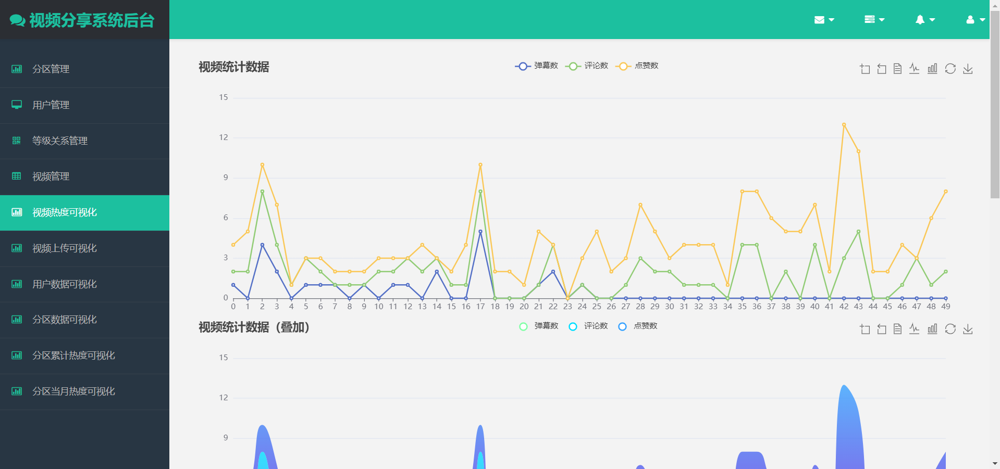 视频分享系统后台
分区管理
用户管理
等级关系管理
视频管理
视频热度可视化
视频上传可视化
用户数据可视化
分区数据可视化
分区累计热度可视化
分区当月热度可视化
视频统计数据
弹幕数 评论数 点赞数
15
12
9
6
3
0
0 1 2 3 4 5 6 7 8 9 10 11 12 13 14 15 16 17 18 19 20 21 22 23 24 25 26 27 28 29 30 31 32 33 34 35 36 37 38 39 40 41 42 43 44 45 46 47 48 49
视频统计数据（叠加）
弹幕数 评论数 点赞数
15
12
9